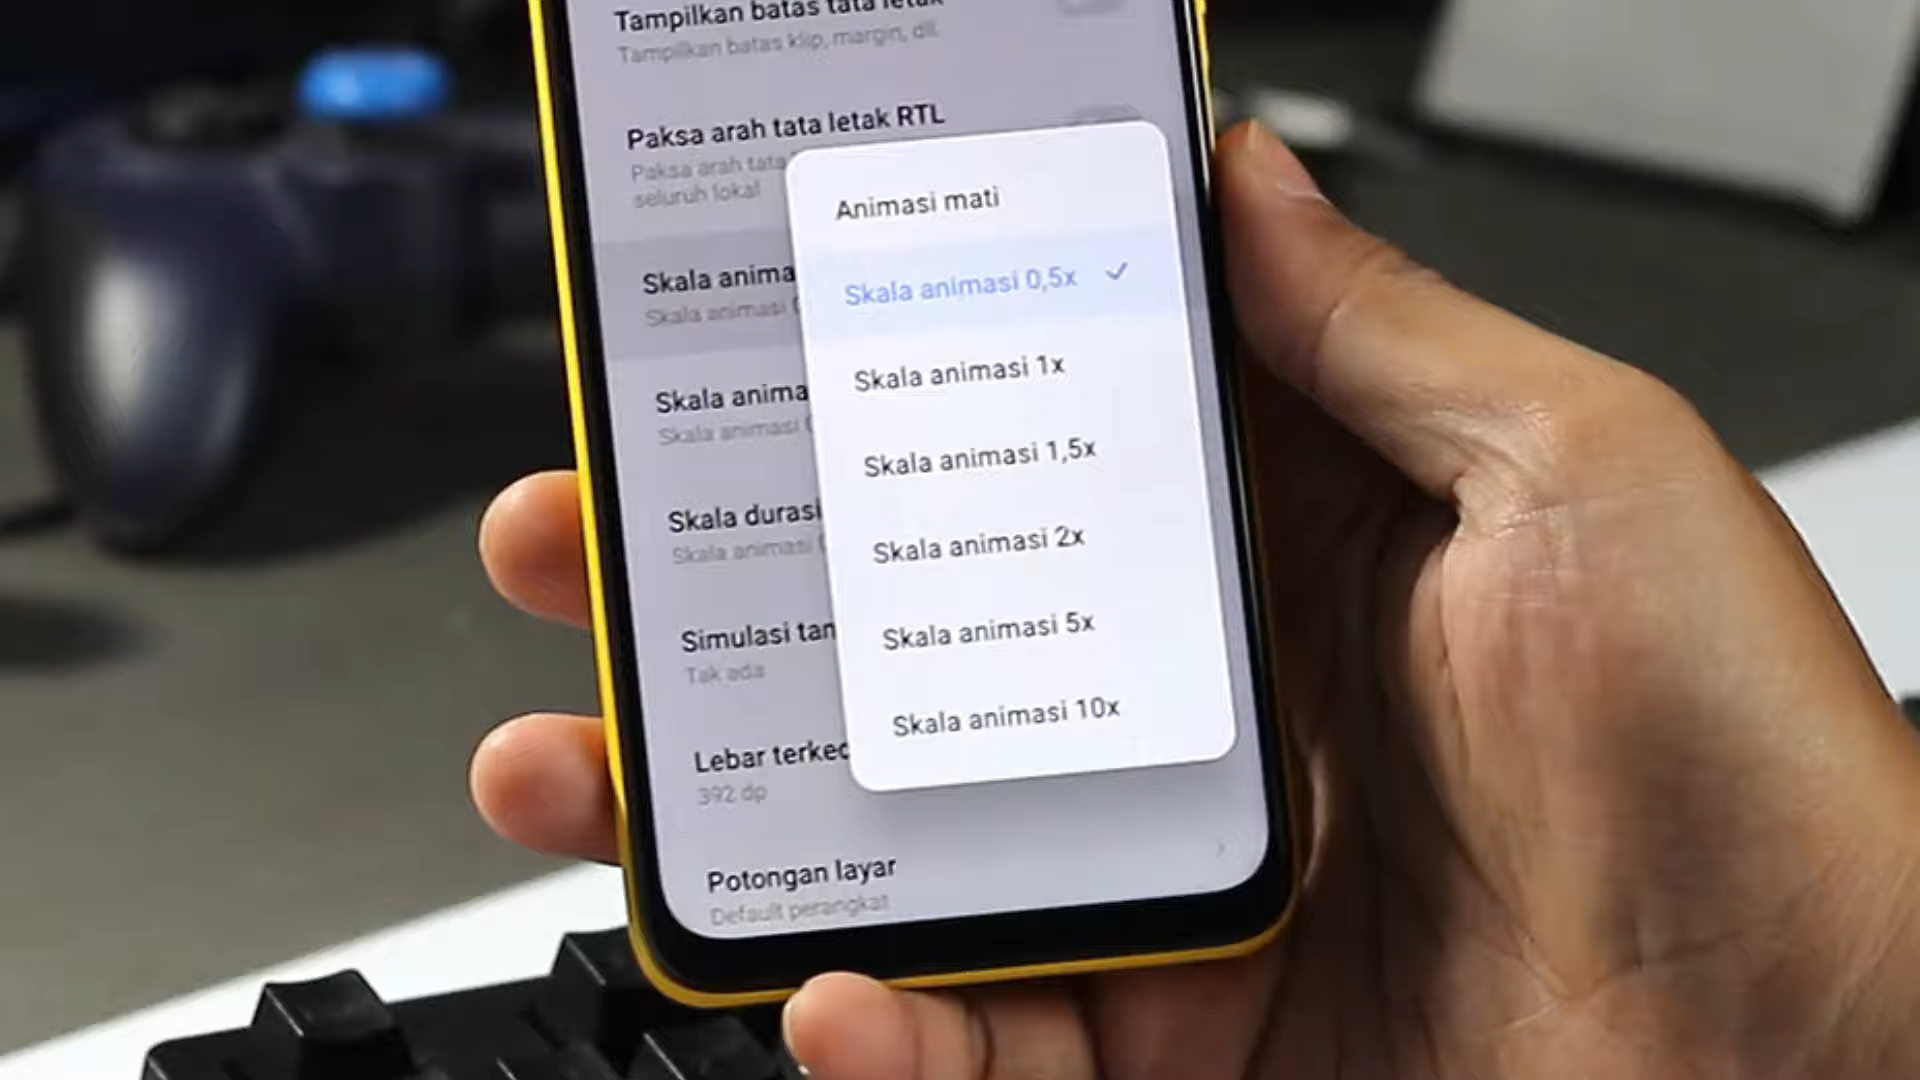 Tampilkan batas tata letak
Tampilkan batas klip, margin, dll.
Paksa arah tata letak RTL
Paksa arah tata
seluruh lokal
Animasi mati
Skala anima
Skala animasi
Skala animasi 0,5x
Skala animasi 1x
Skala anima
Skala animasi
Skala animasi 1,5x
Skala durasi
Skala animasi
Skala animasi 2x
Simulasi tan
Tak ada
Skala animasi 5x
Skala animasi 10x
Lebar terkec
392 dp
Potongan layar
Default perangkat